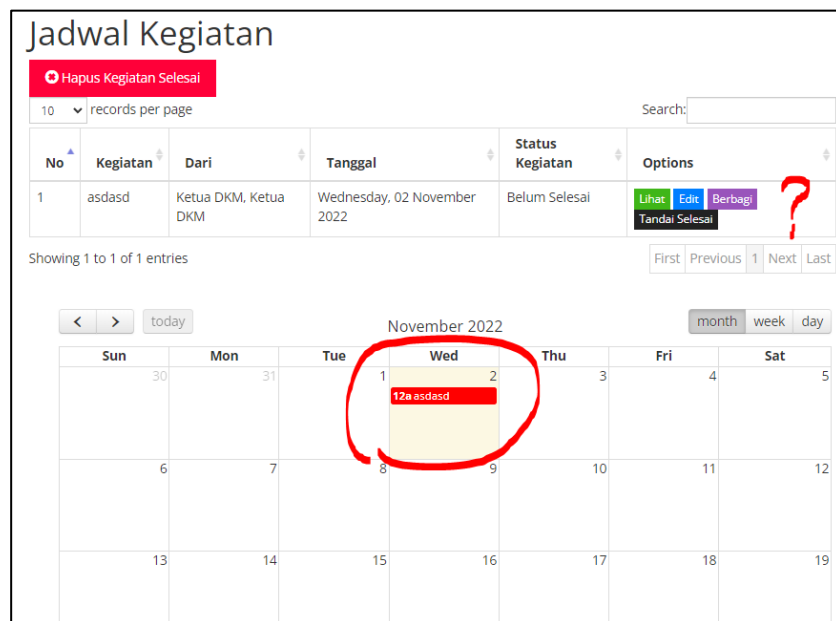 Jadwal Kegiatan
Hapus Kegiatan Selesai
10 records per page Search:
No Kegiatan Dari Tanggal Status Kegiatan Options
1 asdasd Ketua DKM, Ketua DKM Wednesday, 02 November 2022 Belum Selesai Lihat Edit Berbagi
Tandai Selesai
?
Showing 1 to 1 of 1 entries First Previous 1 Next Last
today November 2022 month week day
Sun Mon Tue Wed Thu Fri Sat
30 31 1 2 3 4 5
12a asdasd
6 7 8 9 10 11 12
13 14 15 16 17 18 19